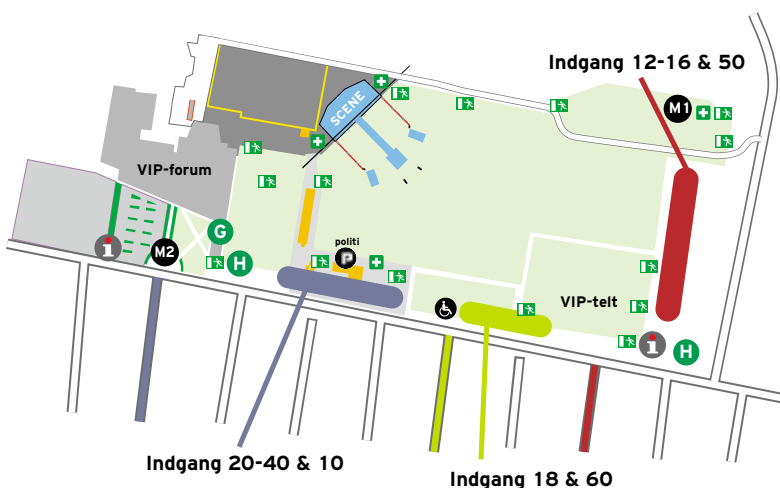 Indgang 12-16 & 50
M1
SCENE
VIP-forum
G
politi
P
i
M2
H
VIP-telt
i
H
Indgang 20-40 & 10
Indgang 18 & 60